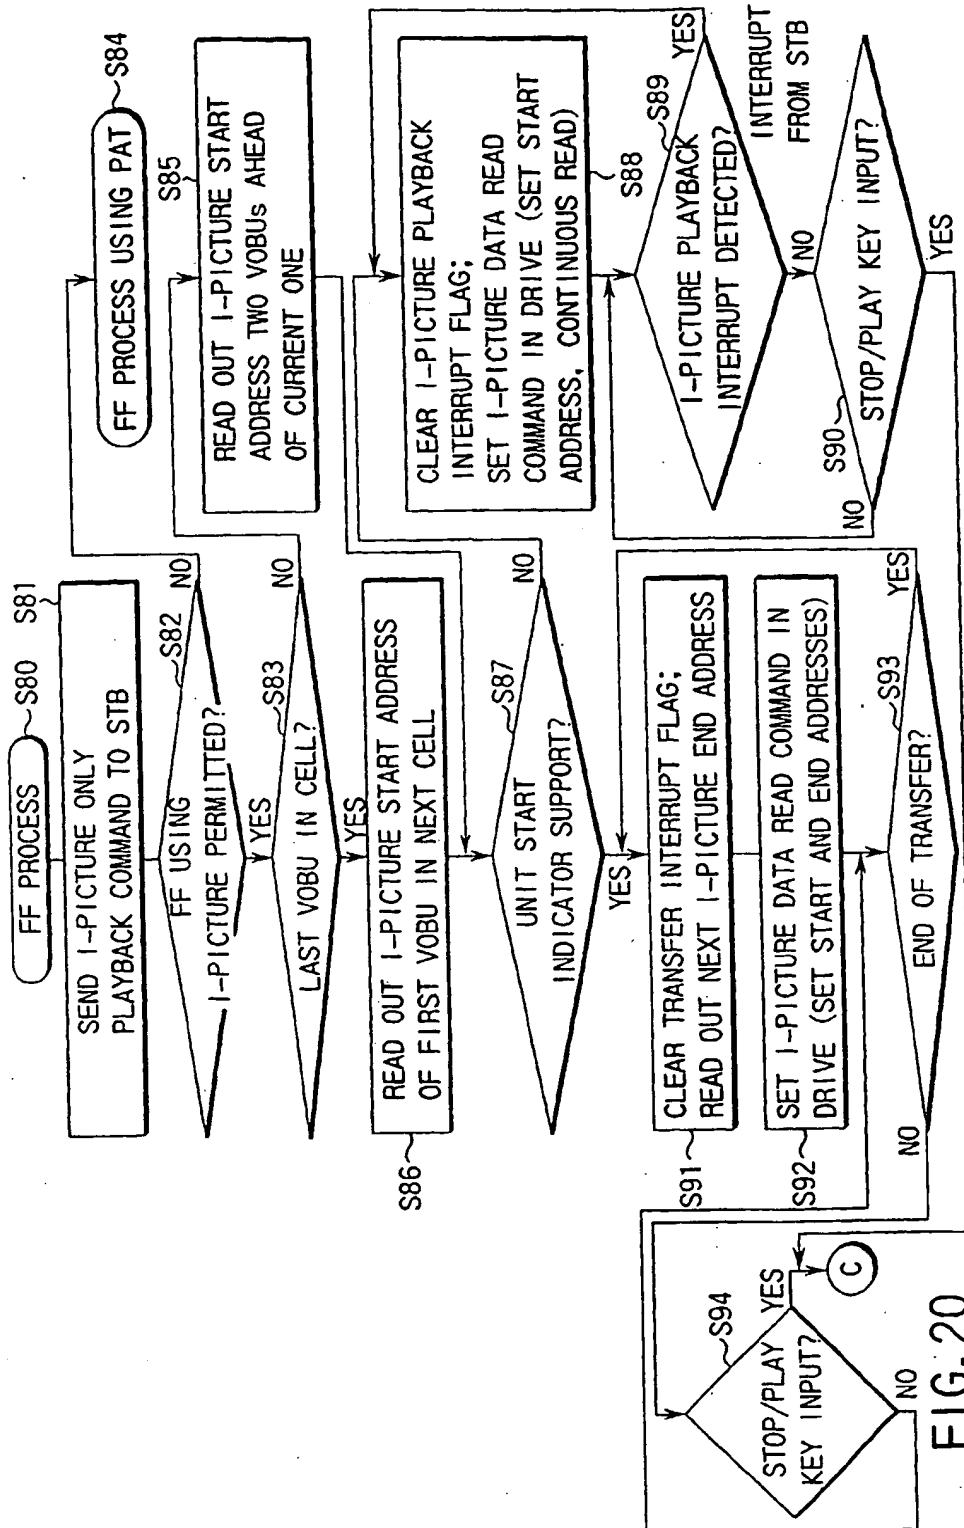 FF PROCESS
S80
S81
SEND I-PICTURE ONLY
PLAYBACK COMMAND TO STB
S82
FF USING
I-PICTURE PERMITTED?
NO
YES
FF PROCESS USING PAT
S84
S83
LAST VOBU IN CELL?
NO
YES
S85
READ OUT I-PICTURE START
ADDRESS TWO VOBUs AHEAD
OF CURRENT ONE
READ OUT I-PICTURE START ADDRESS
OF FIRST VOBU IN NEXT CELL
S86
S87
UNIT START
INDICATOR SUPPORT?
NO
YES
CLEAR I-PICTURE PLAYBACK
INTERRUPT FLAG;
SET I-PICTURE DATA READ
COMMAND IN DRIVE (SET START
ADDRESS, CONTINUOUS READ)
S88
S89
I-PICTURE PLAYBACK
INTERRUPT DETECTED?
YES
NO
INTERRUPT
FROM STB
S90
STOP/PLAY KEY INPUT?
NO
YES
CLEAR TRANSFER INTERRUPT FLAG;
READ OUT NEXT I-PICTURE END ADDRESS
S91
SET I-PICTURE DATA READ COMMAND IN
DRIVE (SET START AND END ADDRESSES)
S92
S93
END OF TRANSFER?
YES
NO
S94
STOP/PLAY
KEY INPUT?
YES
NO
C
FIG. 20